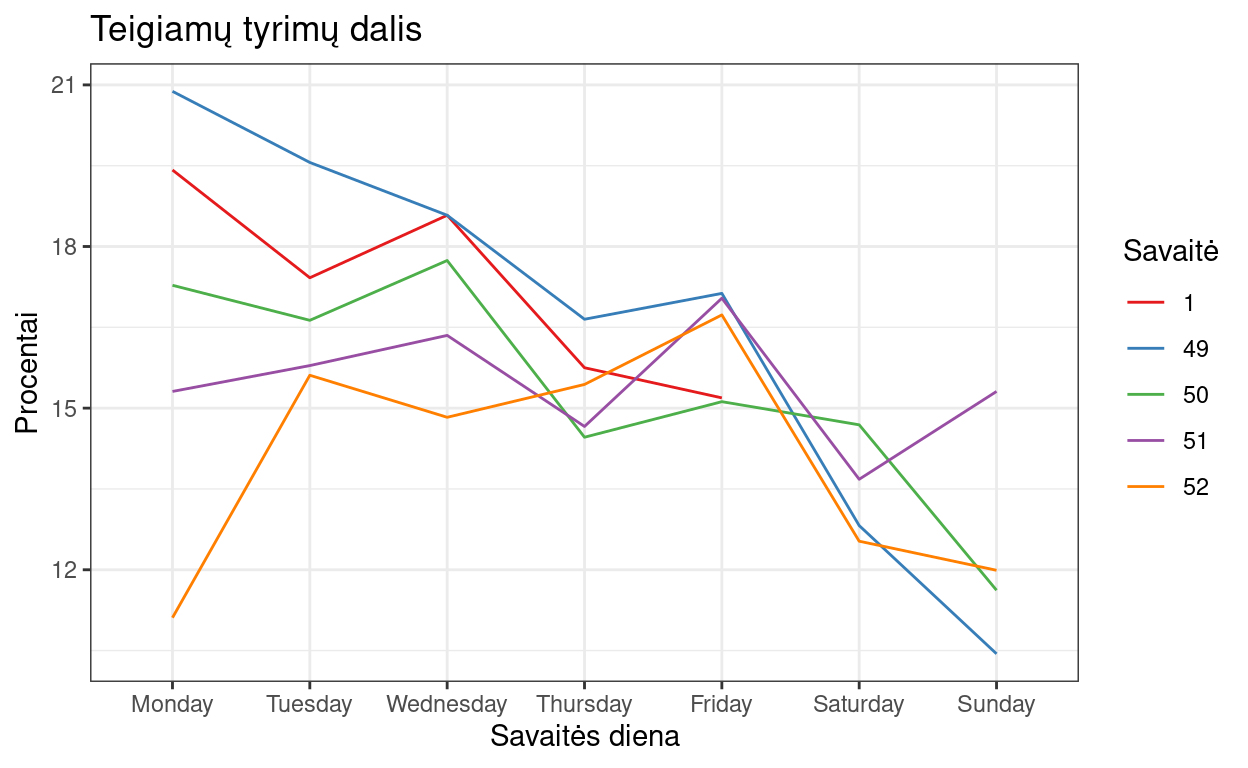 Teigiamų tyrimų dalis
Procentai
21
18
15
12
Monday Tuesday Wednesday Thursday Friday Saturday Sunday
Savaitės diena
Savaitė
1
49
50
51
52